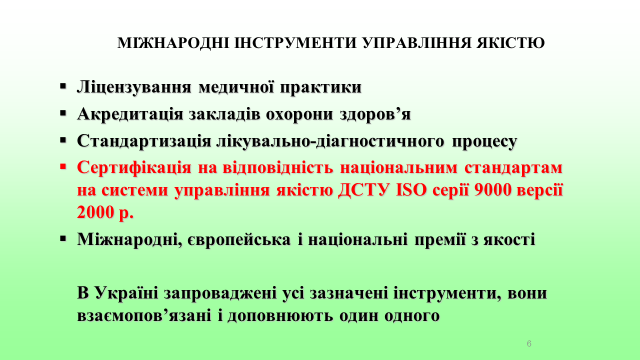 МІЖНАРОДНІ ІНСТРУМЕНТИ УПРАВЛІННЯ ЯКІСТЮ
▪ Ліцензування медичної практики
▪ Акредитація закладів охорони здоров’я
▪ Стандартизація лікувально-діагностичного процесу
▪ Сертифікація на відповідність національним стандартам
на системи управління якістю ДСТУ ISO серії 9000 версії
2000 р.
▪ Міжнародні, європейська і національні премії з якості
В Україні запроваджені усі зазначені інструменти, вони
взаємопов’язані і доповнюють один одного
6